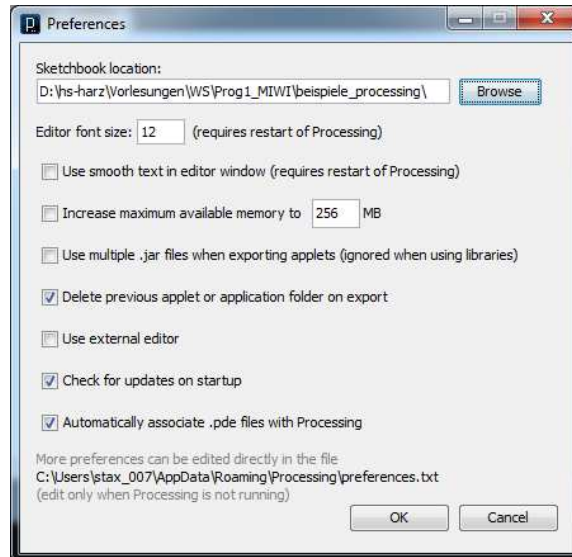 Preferences
Sketchbook location:
D:\hs-harz\Vorlesungen\WS\Prog1_MIWI\beispiele_processing\ Browse
Editor font size: 12 (requires restart of Processing)
Use smooth text in editor window (requires restart of Processing)
Increase maximum available memory to 256 MB
Use multiple .jar files when exporting applets (ignored when using libraries)
Delete previous applet or application folder on export
Use external editor
Check for updates on startup
Automatically associate .pde files with Processing
More preferences can be edited directly in the file
C:\Users\stax_007\AppData\Roaming\Processing\preferences.txt
(edit only when Processing is not running)
OK Cancel